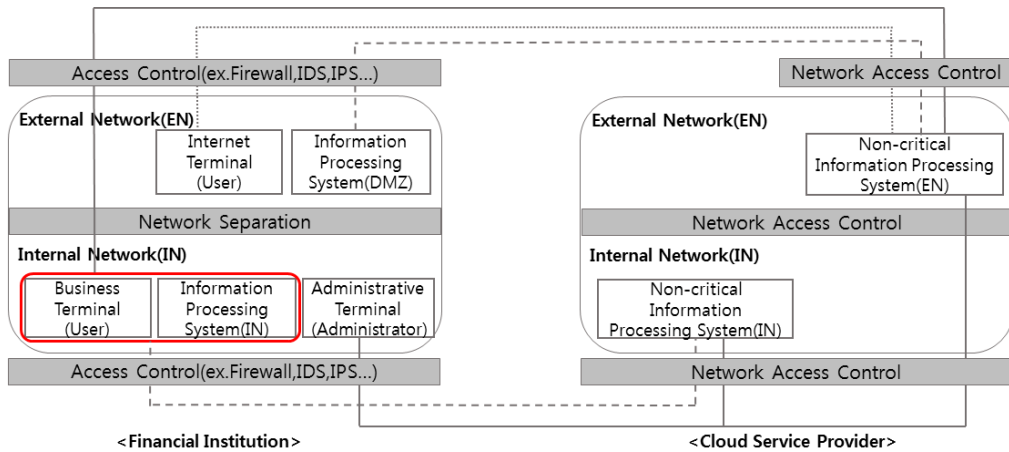 Access Control(ex.Firewall,IDS,IPS...)
External Network(EN)
Internet
Terminal
(User)
Information
Processing
System(DMZ)
Network Separation
Internal Network(IN)
Business
Terminal
(User)
Information
Processing
System(IN)
Administrative
Terminal
(Administrator)
Access Control(ex.Firewall,IDS,IPS...)
<Financial Institution>
Network Access Control
External Network(EN)
Non-critical
Information Processing
System(EN)
Network Access Control
Internal Network(IN)
Non-critical
Information
Processing System(IN)
Network Access Control
<Cloud Service Provider>